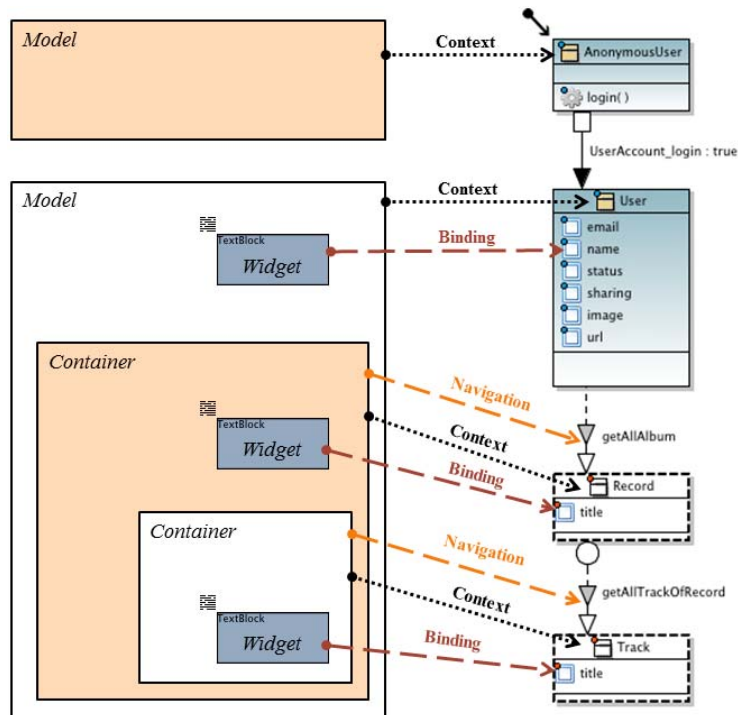 Model
Context
AnonymousUser
login( )
UserAccount_login : true
Model
Context
User
email
name
status
sharing
image
url
TextBlock
Widget
Binding
Container
Navigation
getAllAlbum
TextBlock
Widget
Context
Binding
Record
title
Container
Navigation
getAllTrackOfRecord
Context
TextBlock
Widget
Binding
Track
title